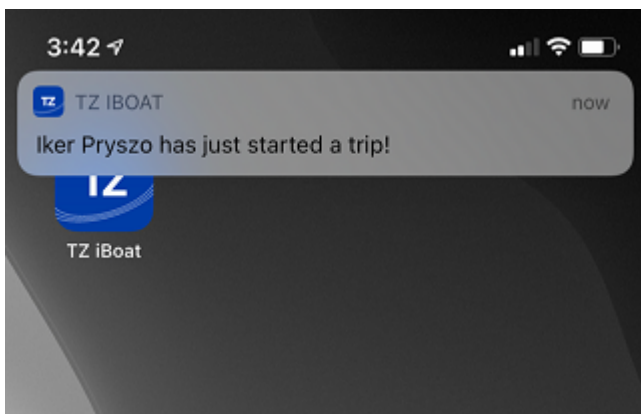 3:42
TZ TZ IBOAT now
Iker Pryszo has just started a trip!
TZ
TZ iBoat